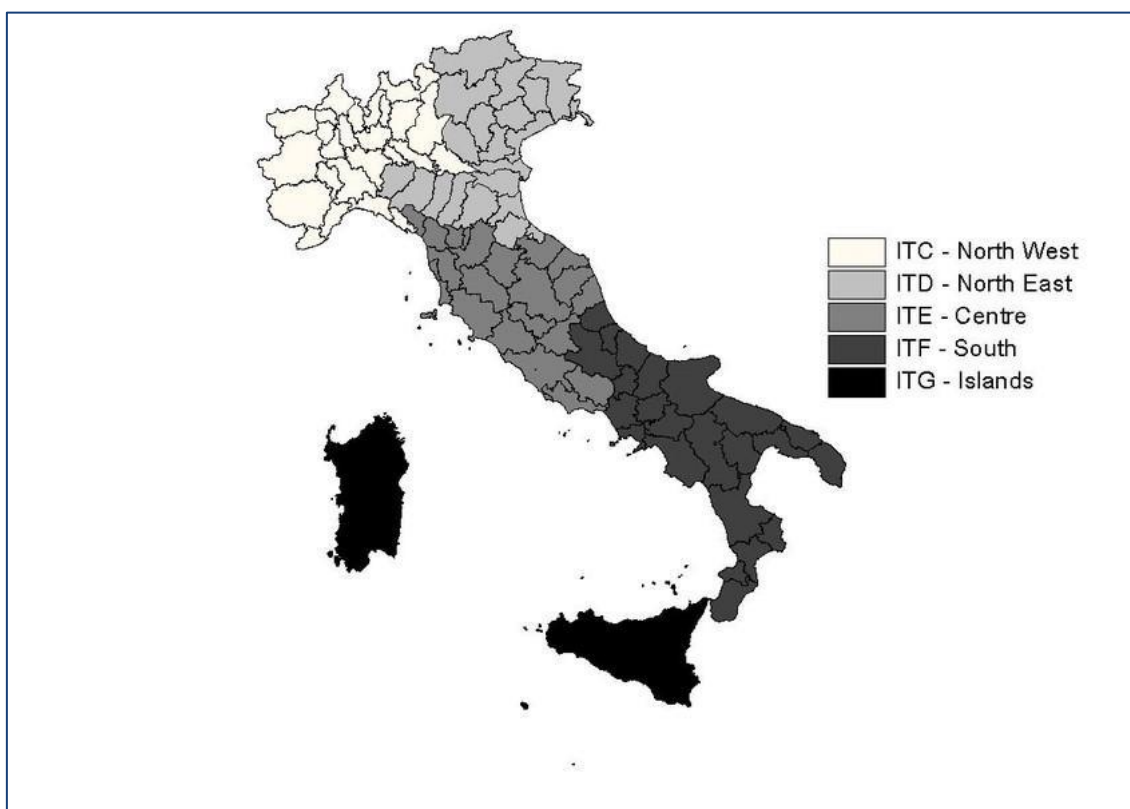 ITC - North West
ITD - North East
ITE - Centre
ITF - South
ITG - Islands